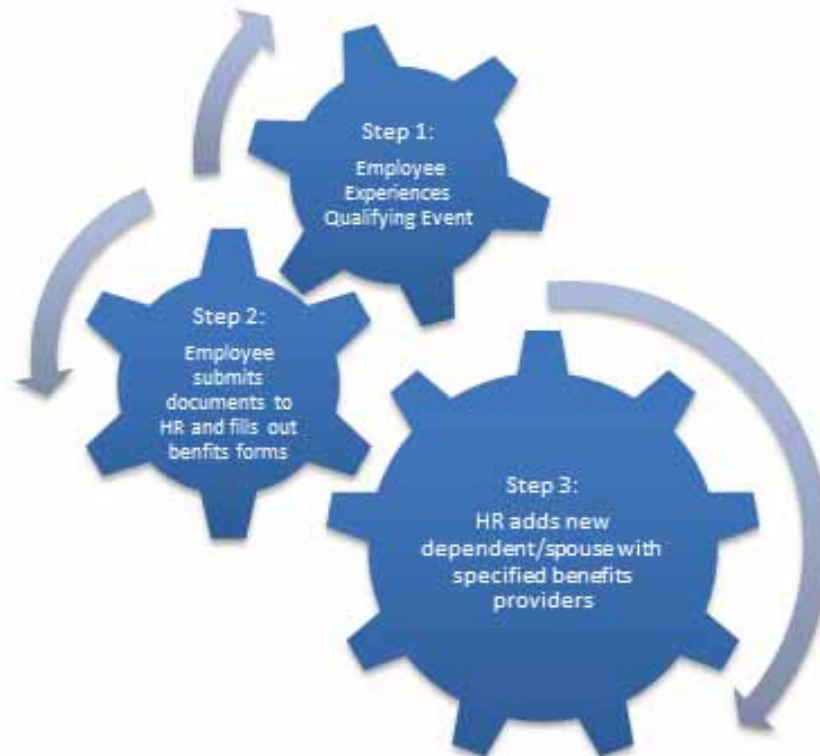 Step 1:
Employee
Experiences
Qualifying Event
Step 2:
Employee
submits
documents to
HR and fills out
benfits forms
Step 3:
HR adds new
dependent/spouse with
specified benefits
providers